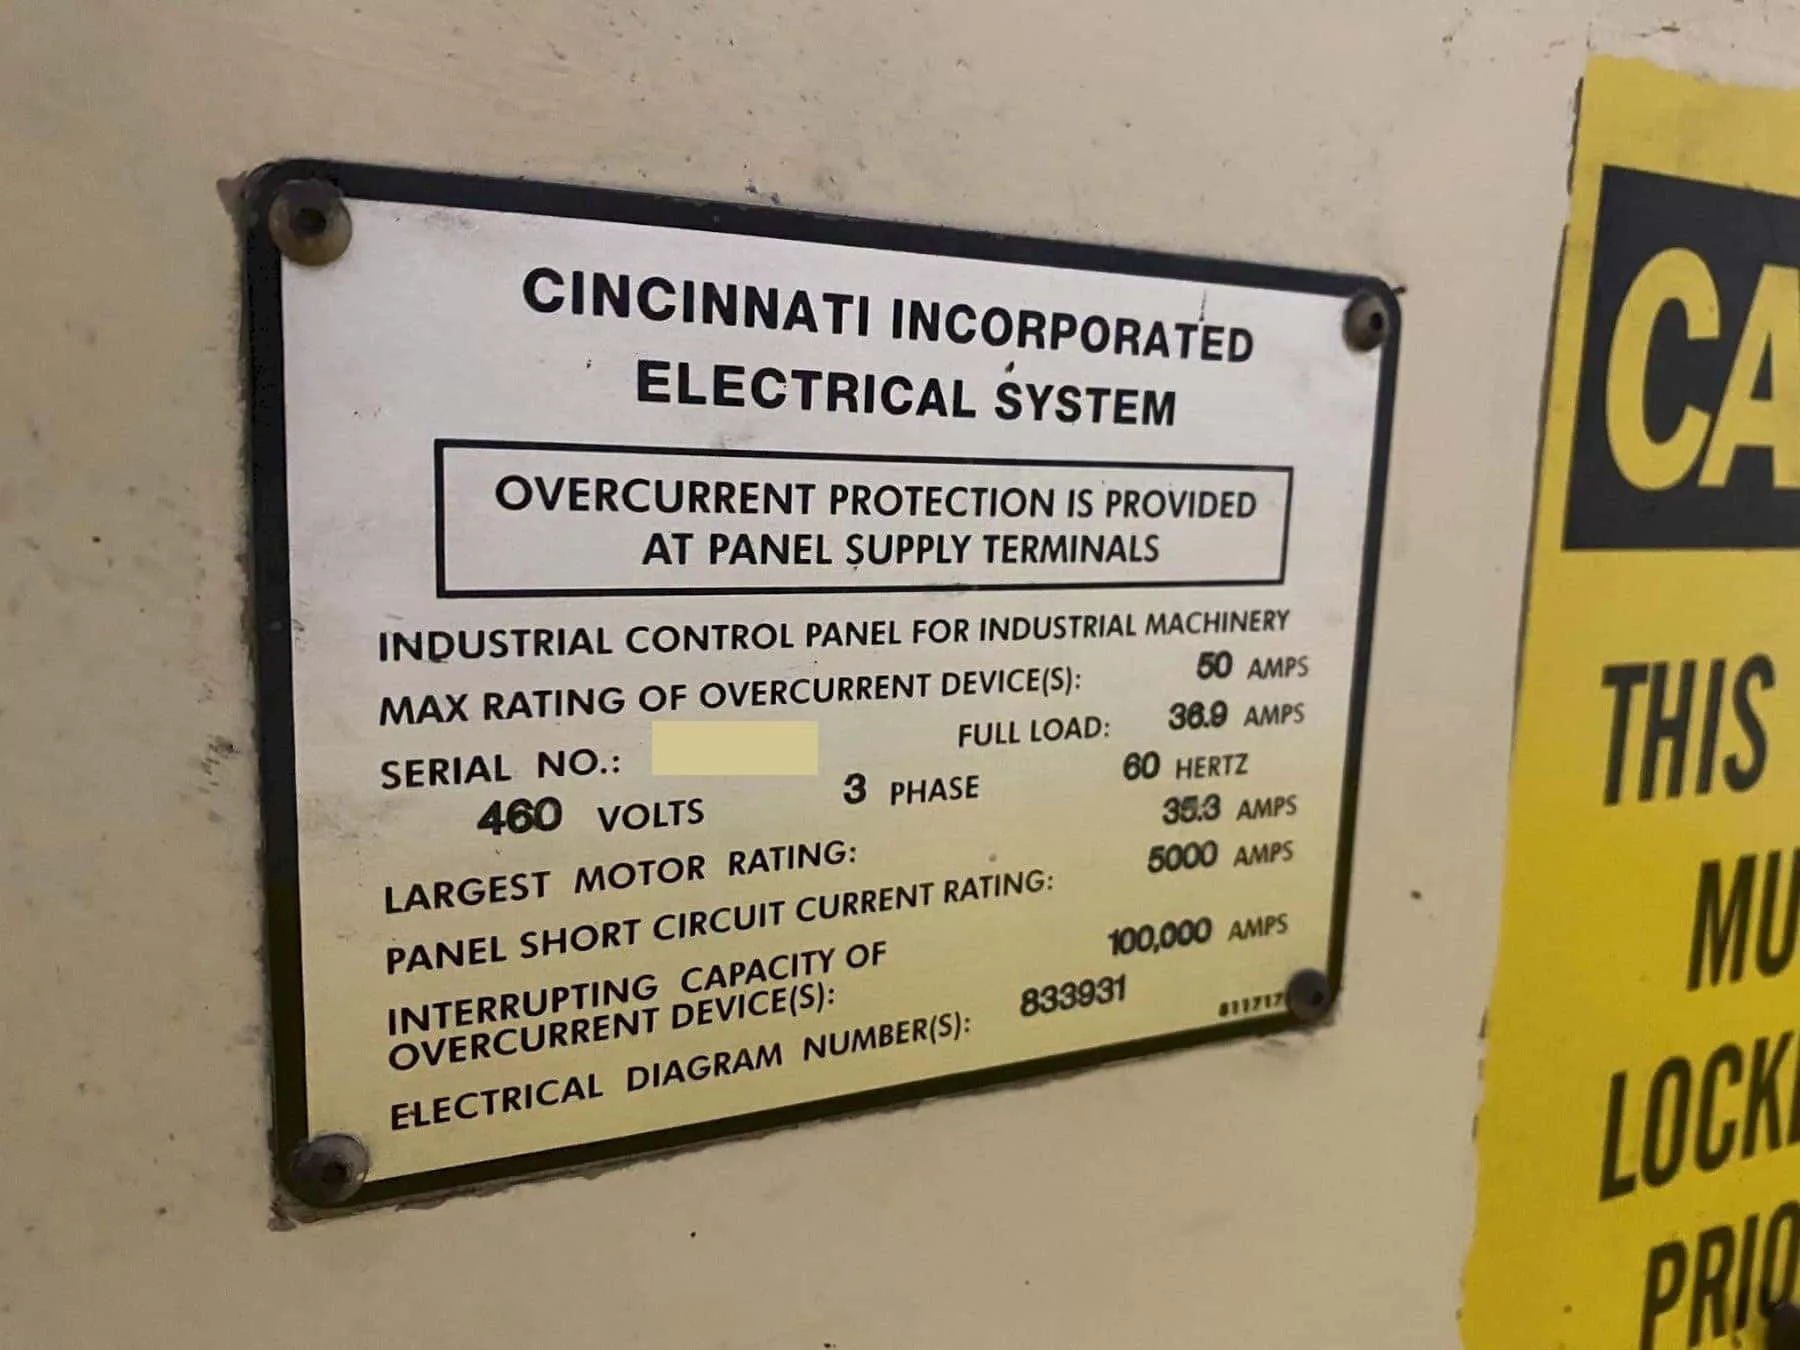 CINCINNATI INCORPORATED
ELECTRICAL SYSTEM
OVERCURRENT PROTECTION IS PROVIDED
AT PANEL SUPPLY TERMINALS
INDUSTRIAL CONTROL PANEL FOR INDUSTRIAL MACHINERY
MAX RATING OF OVERCURRENT DEVICE(S): 50 AMPS
SERIAL NO.: FULL LOAD: 36.9 AMPS
460 VOLTS 3 PHASE 60 HERTZ
LARGEST MOTOR RATING: 35.3 AMPS
PANEL SHORT CIRCUIT CURRENT RATING: 5000 AMPS
INTERRUPTING CAPACITY OF
OVERCURRENT DEVICE(S): 100,000 AMPS
ELECTRICAL DIAGRAM NUMBER(S): 833931
811717
CA
THIS
MU
LOCK
PRIO